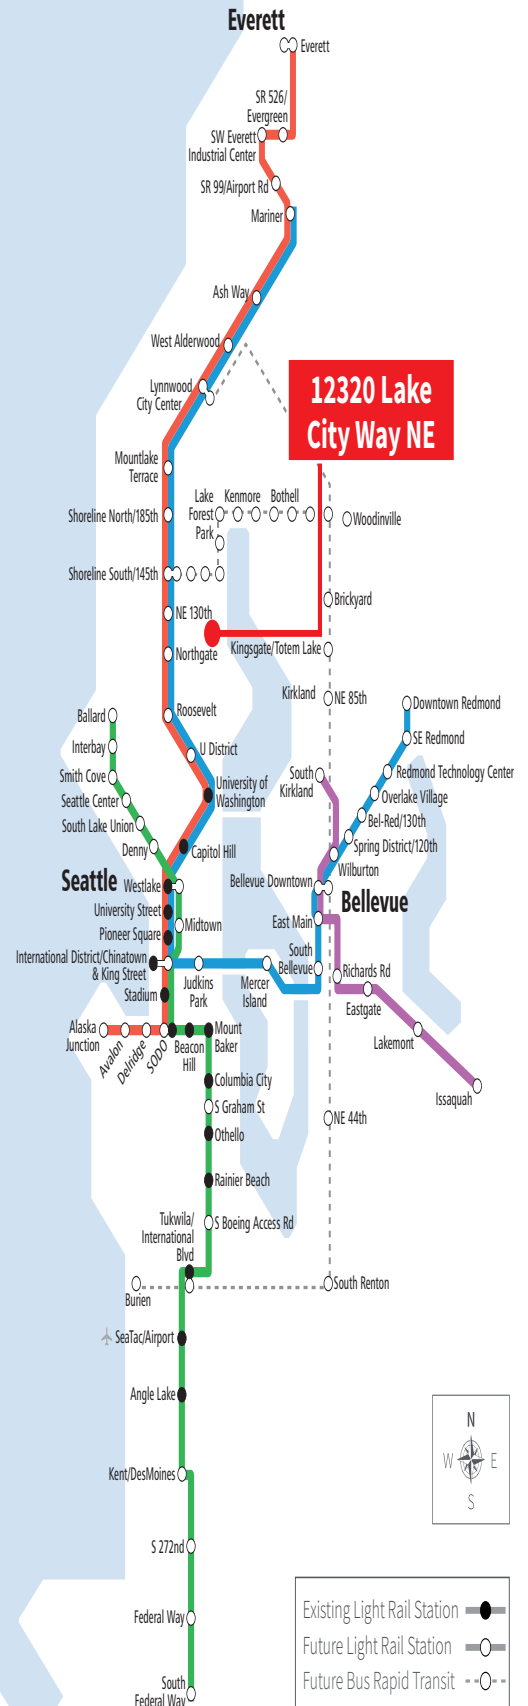 Everett
Everett
SR 526/
Evergreen
SW Everett
Industrial Center
SR 99/Airport Rd
Mariner
Ash Way
West Alderwood
Lynnwood
City Center
12320 Lake
City Way NE
Mountlake
Terrace
Lake
Forest
Park
Kenmore
Bothell
Woodinville
Shoreline North/185th
Shoreline South/145th
Brickyard
NE 130th
Northgate
Kingsgate/Totem Lake
Kirkland
NE 85th
Downtown Redmond
Ballard
Roosevelt
Interbay
U District
SE Redmond
Smith Cove
University of
Washington
South
Kirkland
Redmond Technology Center
Seattle Center
Overlake Village
South Lake Union
Bel-Red/130th
Denny
Capitol Hill
Spring District/120th
Wilburton
Seattle
Westlake
Bellevue Downtown
Bellevue
University Street
Midtown
East Main
Pioneer Square
International District/Chinatown
& King Street
Judkins
Park
Mercer
Island
South
Bellevue
Richards Rd
Stadium
Eastgate
Alaska
Junction
Avalon
Delridge
SODO
Beacon
Hill
Mount
Baker
Lakemont
Columbia City
Issaquah
S Graham St
NE 44th
Othello
Rainier Beach
Tukwila/
International
Blvd
S Boeing Access Rd
Burien
South Renton
SeaTac/Airport
Angle Lake
N
W
E
S
Kent/DesMoines
S 272nd
Federal Way
South
Federal Way
Existing Light Rail Station
Future Light Rail Station
Future Bus Rapid Transit